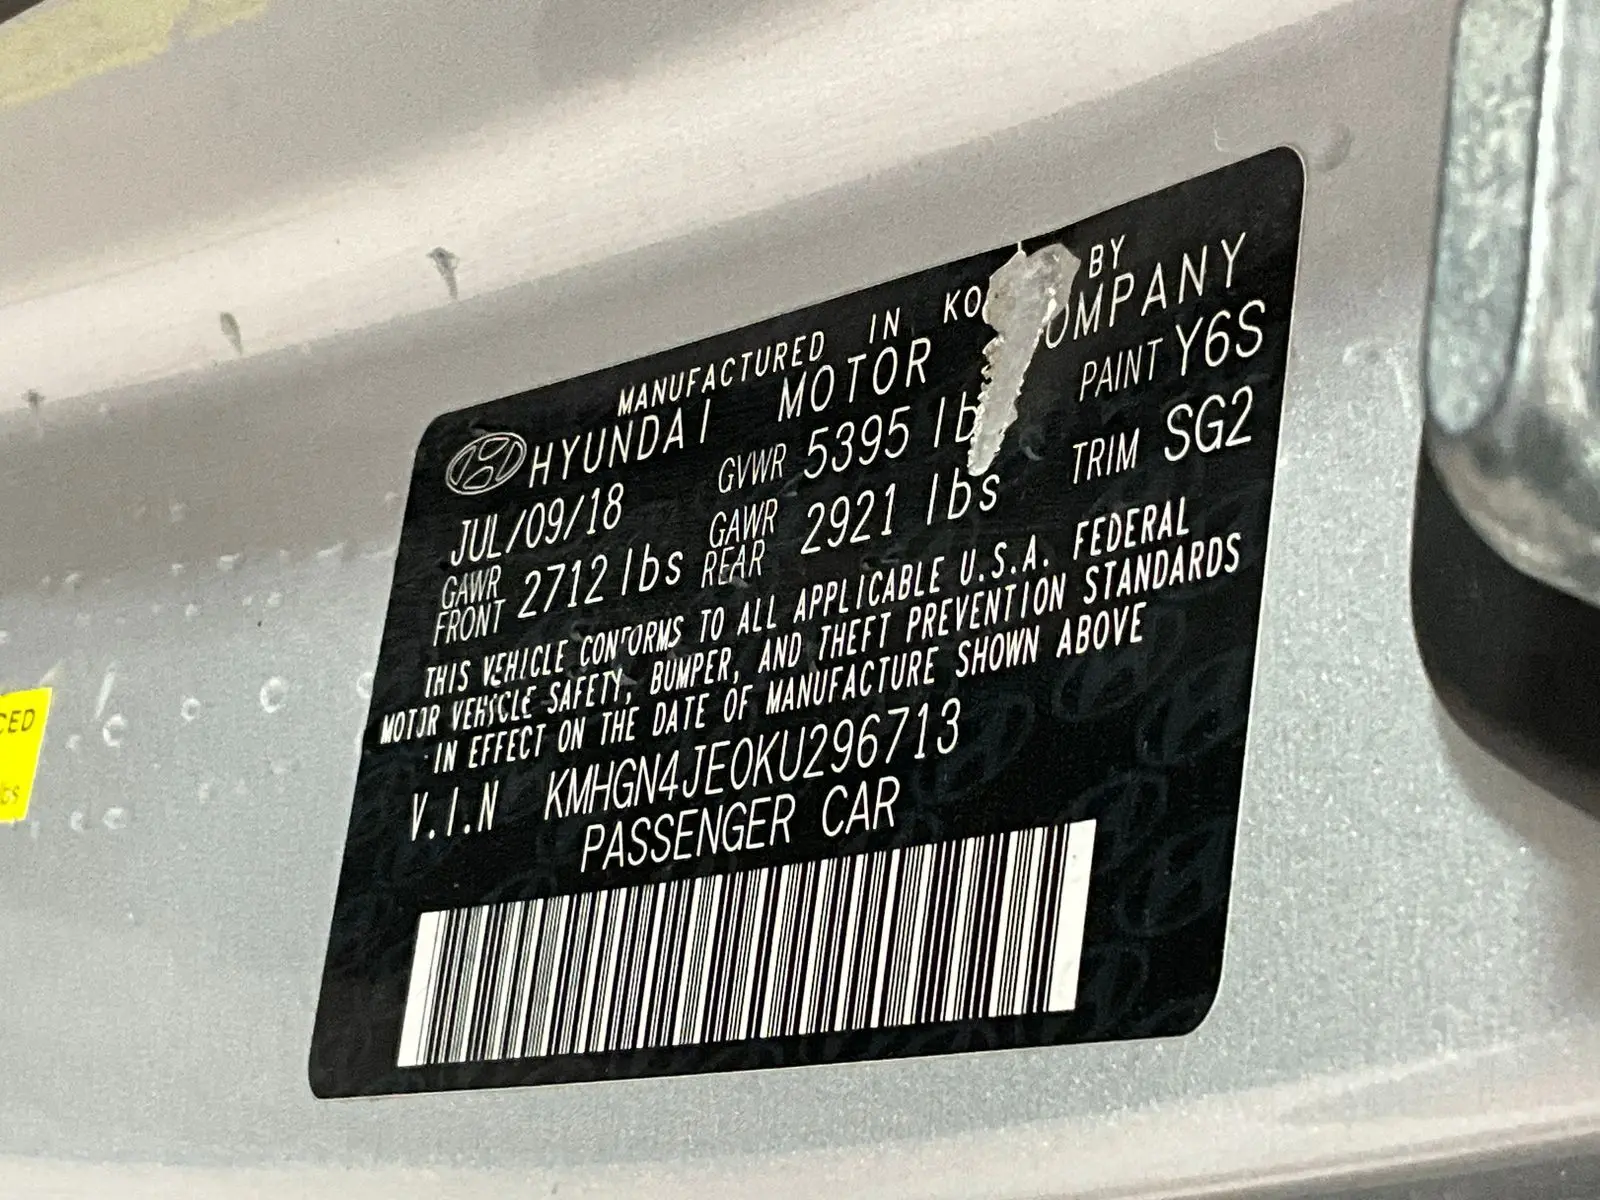 MANUFACTURED IN KO BY
HYUNDAI MOTOR OMPANY
JUL/09/18 GVWR 5395 lb PAINT Y6S
GAWR FRONT 2712 lbs GAWR REAR 2921 lbs TRIM SG2
THIS VEHICLE CONFORMS TO ALL APPLICABLE U.S.A. FEDERAL
MOTOR VEHICLE SAFETY, BUMPER, AND THEFT PREVENTION STANDARDS
IN EFFECT ON THE DATE OF MANUFACTURE SHOWN ABOVE
V.I.N KMHGN4JE0KU296713
PASSENGER CAR
CED
bs